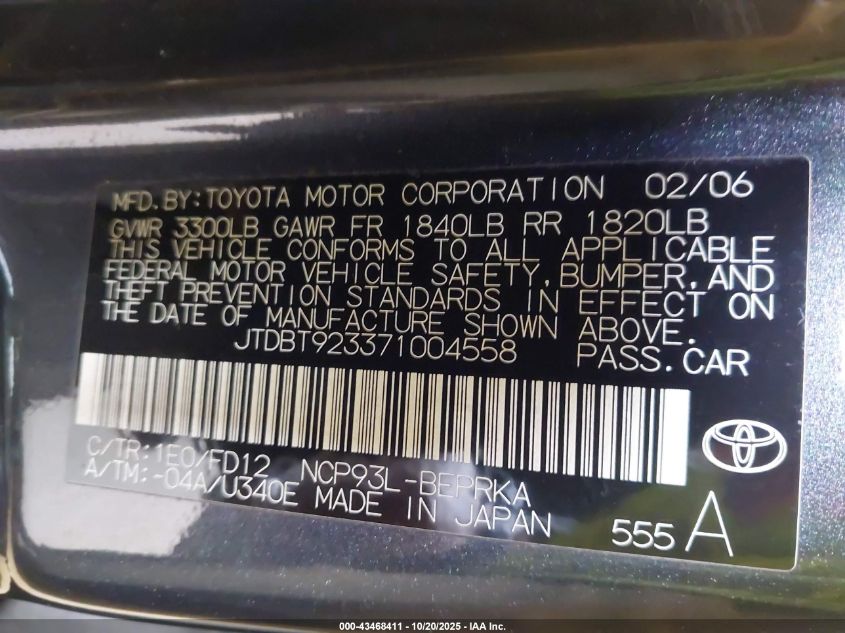 MFD.BY:TOYOTA MOTOR CORPORATION 02/06
GVWR 3300LB GAWR FR 1840LB RR 1820LB
THIS VEHICLE CONFORMS TO ALL APPLICABLE
FEDERAL MOTOR VEHICLE SAFETY,BUMPER,AND
THEFT PREVENTION STANDARDS IN EFFECT ON
THE DATE OF MANUFACTURE SHOWN ABOVE.
JTDBT923371004558 PASS.CAR
C/TR:1E0/FD12 NCP93L-BEPRKA
A/TM:-04A/U340E MADE IN JAPAN
555 A
000-43468411 - 10/20/2025 - IAA Inc.